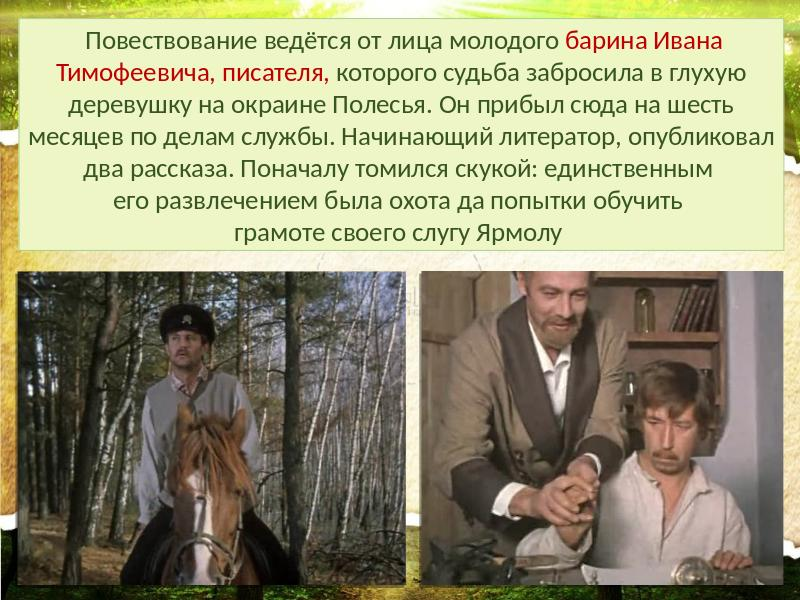 Повествование ведётся от лица молодого барина Ивана
Тимофеевича, писателя, которого судьба забросила в глухую
деревушку на окраине Полесья. Он прибыл сюда на шесть
месяцев по делам службы. Начинающий литератор, опубликовал
два рассказа. Поначалу томился скукой: единственным
его развлечением была охота да попытки обучить
грамоте своего слугу Ярмолу